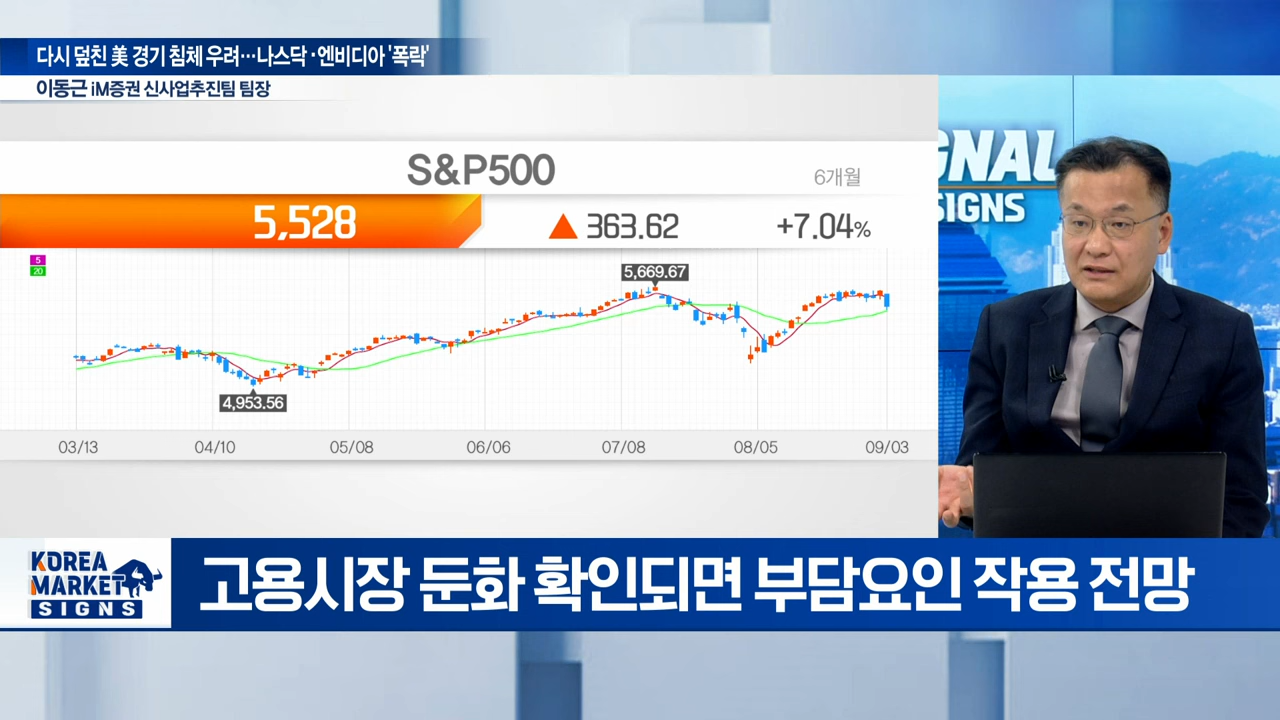 다시 덮친 美 경기 침체 우려…나스닥·엔비디아 '폭락'
이동근 iM증권 신사업추진팀 팀장
S&P500
6개월
5,528
▲ 363.62
+7.04%
5
20
5,669.67
4,953.56
03/13
04/10
05/08
06/06
07/08
08/05
09/03
GNAL
SIGNS
KOREA
MARKET
SIGNS
고용시장 둔화 확인되면 부담요인 작용 전망